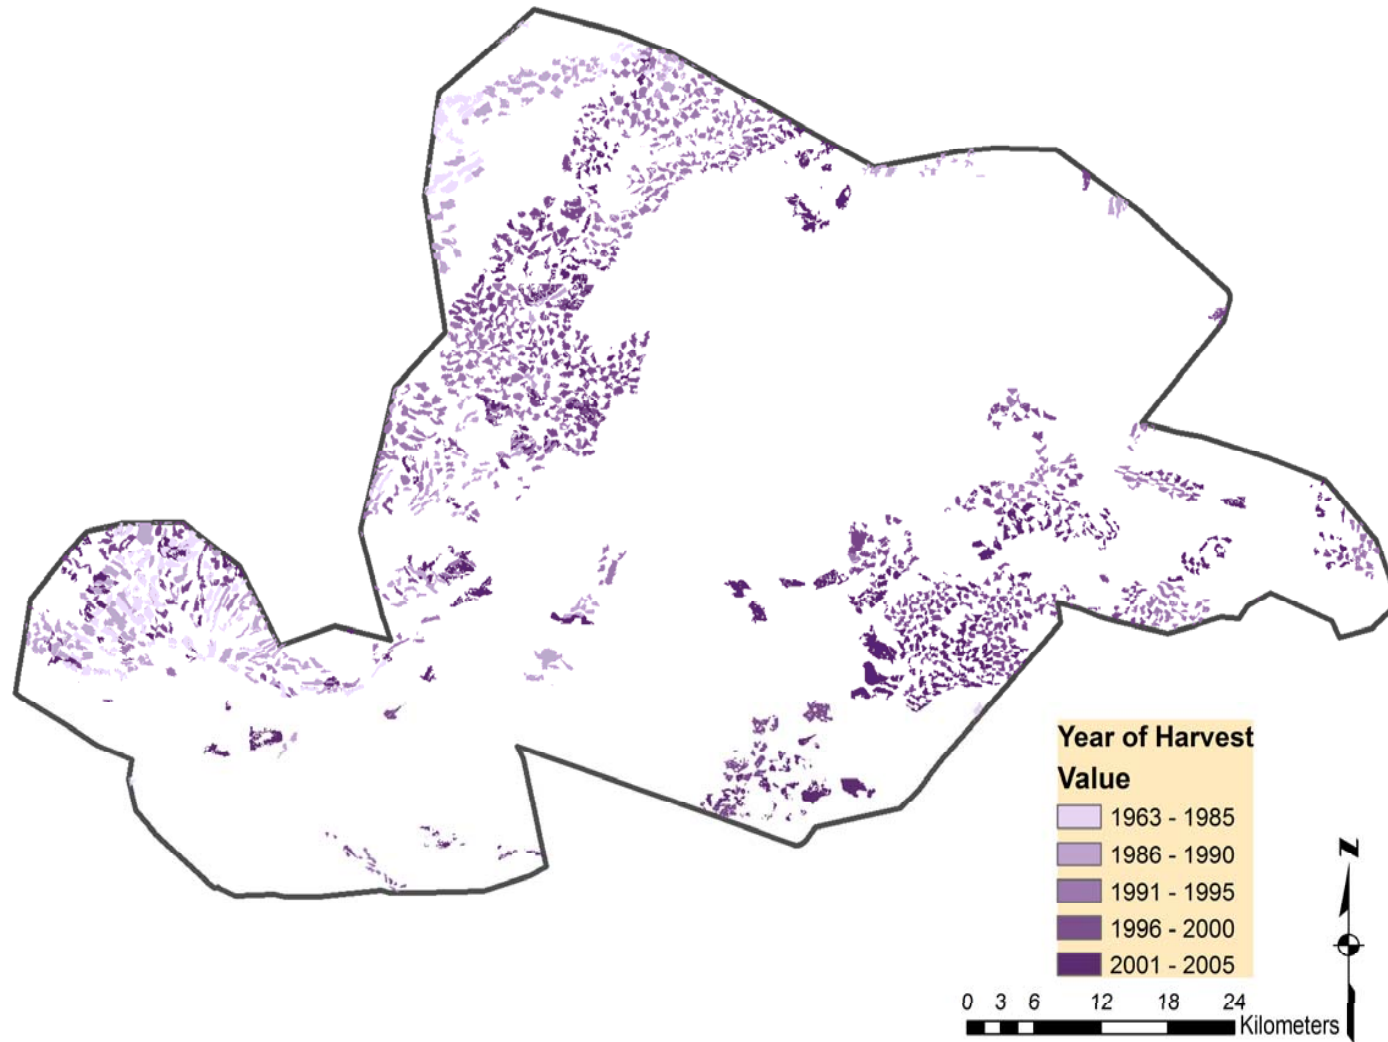 Year of Harvest
Value
1963 - 1985
1986 - 1990
1991 - 1995
1996 - 2000
2001 - 2005
N
0 3 6 12 18 24
Kilometers